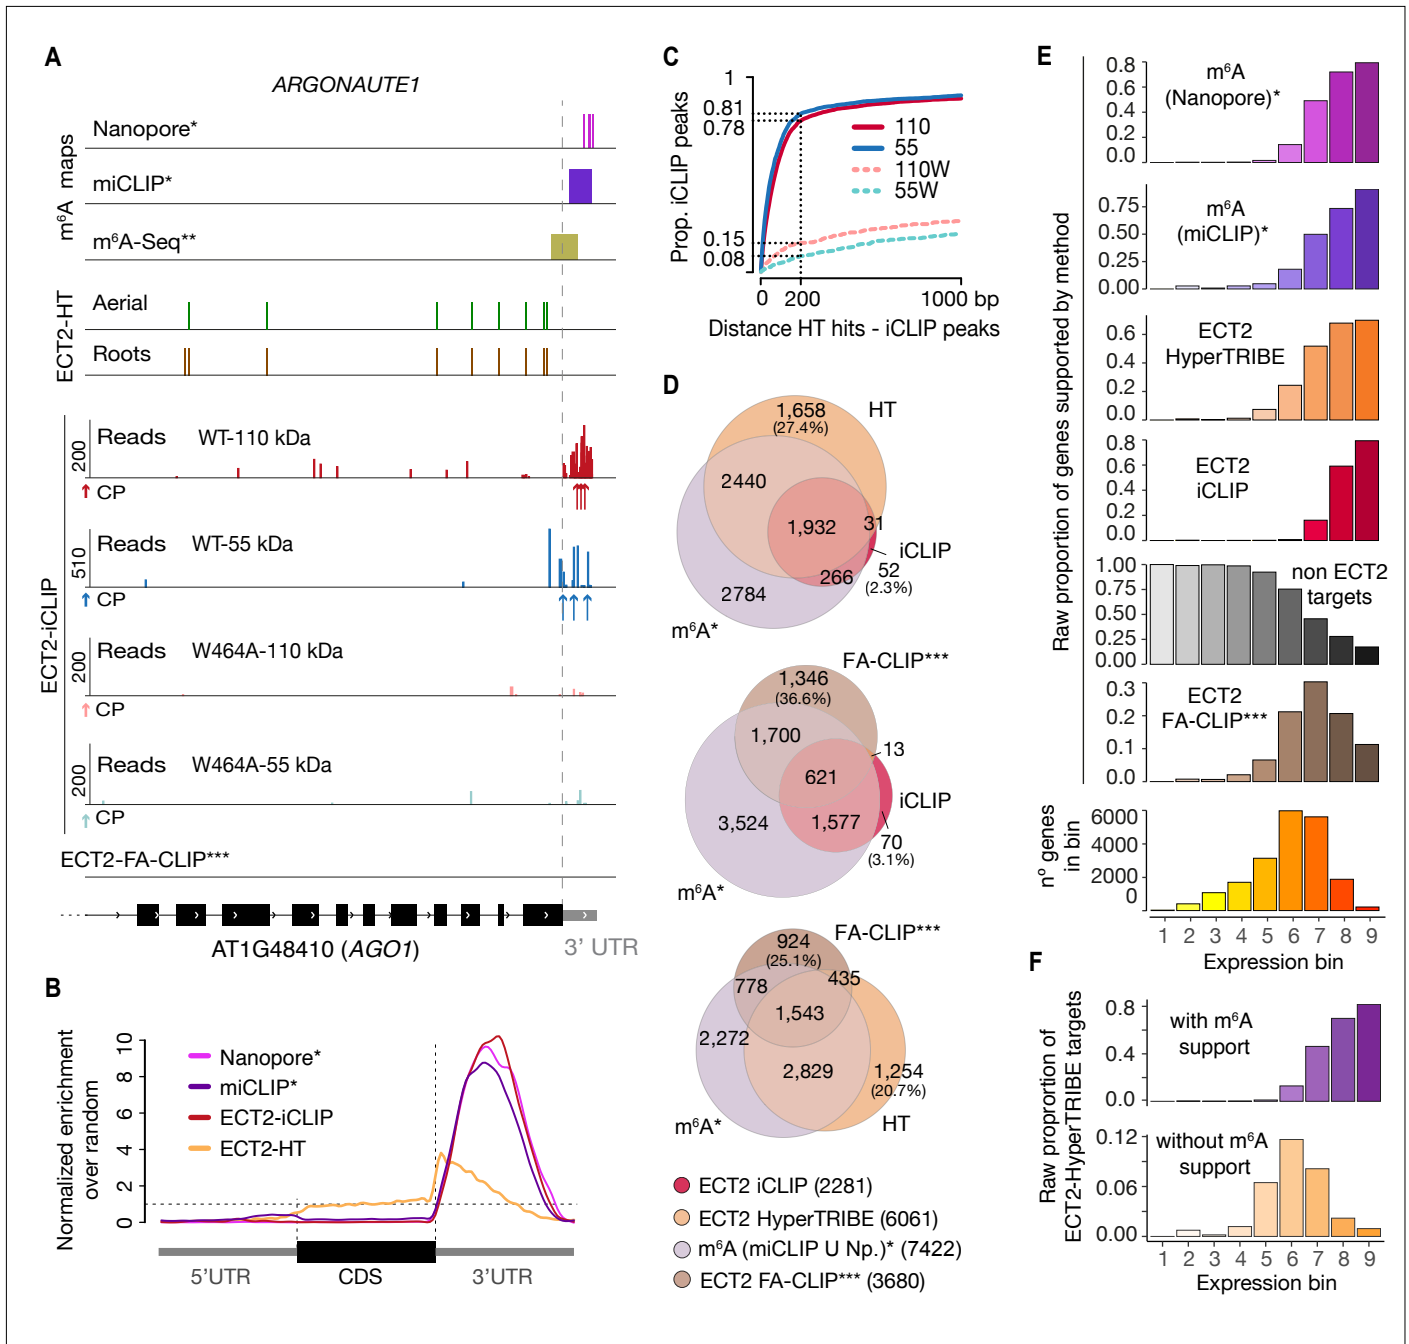 A
ARGONAUTE1
m⁶A maps
Nanopore*
miCLIP*
m⁶A-Seq**
ECT2-HT
Aerial
Roots
ECT2-iCLIP
200
Reads WT-110 kDa
↑ CP
510
Reads WT-55 kDa
↑ CP
200
Reads W464A-110 kDa
↑ CP
200
Reads W464A-55 kDa
↑ CP
ECT2-FA-CLIP***
AT1G48410 (AGO1)
3' UTR
B
Normalized enrichment
over random
10
8
6
4
2
0
Nanopore*
miCLIP*
ECT2-iCLIP
ECT2-HT
5'UTR CDS 3'UTR
C
Prop. iCLIP peaks
1
0.81
0.78
0.15
0.08
110
55
110W
55W
0 200 1000 bp
Distance HT hits - iCLIP peaks
D
1,658
(27.4%)
HT
2440
1,932
31
iCLIP
52
(2.3%)
266
2784
m⁶A*
FA-CLIP***
1,346
(36.6%)
1,700
13
621
iCLIP
3,524
1,577
70
(3.1%)
m⁶A*
FA-CLIP***
924
(25.1%)
778
435
1,543
2,272
2,829
1,254
(20.7%)
m⁶A*
HT
ECT2 iCLIP (2281)
ECT2 HyperTRIBE (6061)
m⁶A (miCLIP U Np.)* (7422)
ECT2 FA-CLIP*** (3680)
E
Raw proportion of genes supported by method
0.8
0.6
0.4
0.2
0.0
m⁶A
(Nanopore)*
0.75
0.50
0.25
0.00
m⁶A
(miCLIP)*
0.6
0.4
0.2
0.0
ECT2
HyperTRIBE
0.8
0.6
0.4
0.2
0.0
ECT2
iCLIP
1.00
0.75
0.50
0.25
0.00
non ECT2
targets
0.3
0.2
0.1
0.0
ECT2
FA-CLIP***
nº genes
in bin
6000
4000
2000
0
1 2 3 4 5 6 7 8 9
Expression bin
F
Raw proportion of
ECT2-HyperTRIBE targets
0.8
0.4
0.0
with m⁶A
support
0.12
0.06
0.00
without m⁶A
support
1 2 3 4 5 6 7 8 9
Expression bin